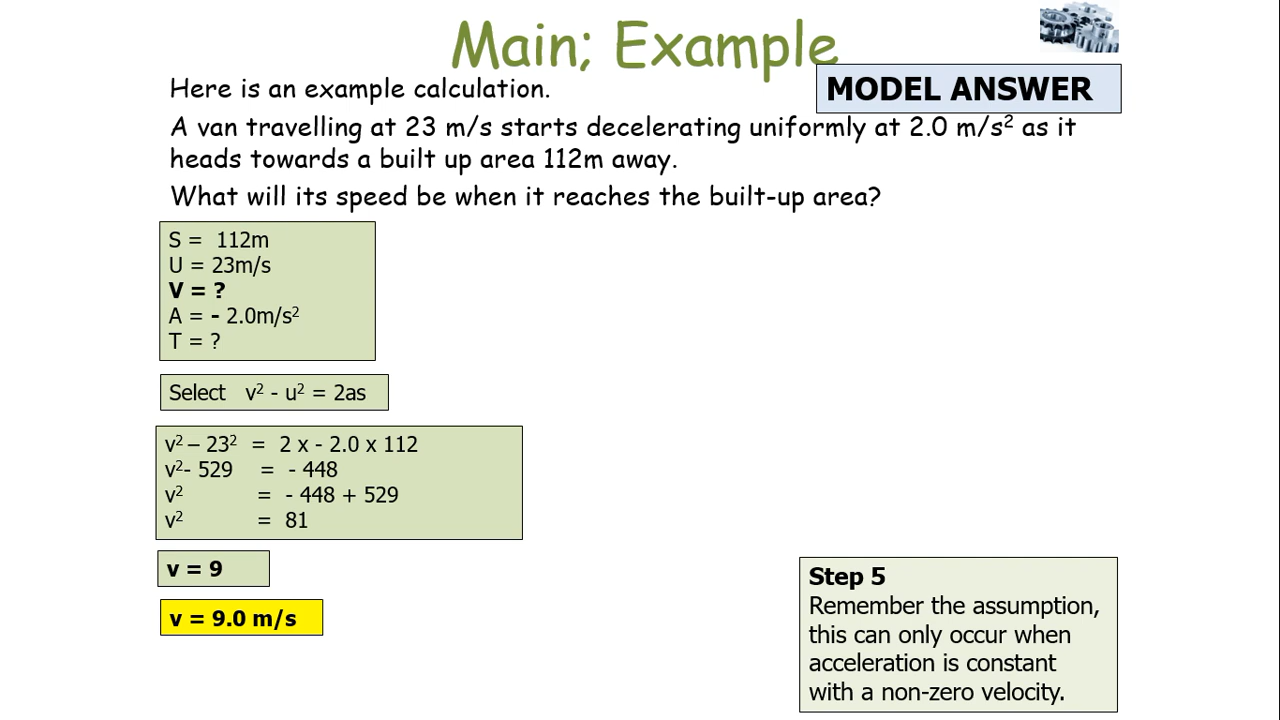 Main; Example
Here is an example calculation.
MODEL ANSWER
A van travelling at 23 m/s starts decelerating uniformly at 2.0 m/s² as it
heads towards a built up area 112m away.
What will its speed be when it reaches the built-up area?
S = 112m
U = 23m/s
V = ?
A = - 2.0m/s²
T = ?
Select v² - u² = 2as
v² – 23² = 2 x - 2.0 x 112
v²- 529 = - 448
v² = - 448 + 529
v² = 81
v = 9
v = 9.0 m/s
Step 5
Remember the assumption,
this can only occur when
acceleration is constant
with a non-zero velocity.